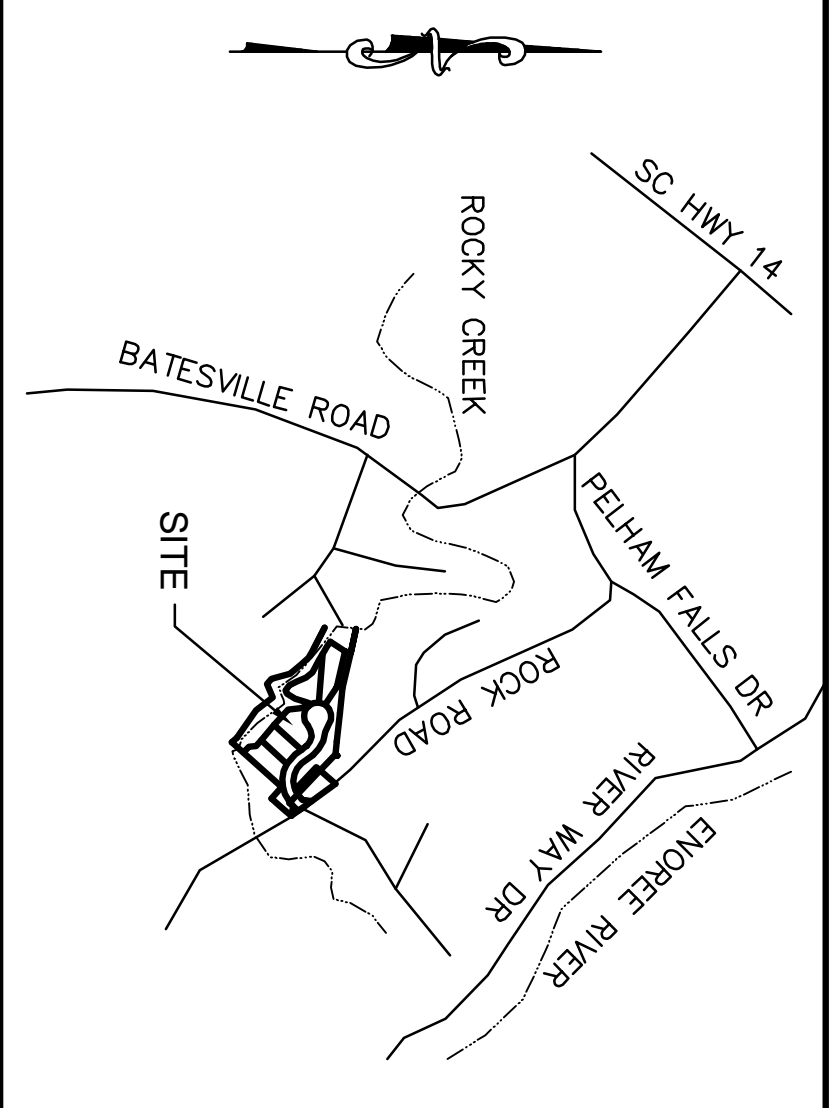 SC HWY 14
ROCKY CREEK
BATESVILLE ROAD
PELHAM FALLS DR
SITE
ROCK ROAD
RIVER WAY DR
ENOREE RIVER